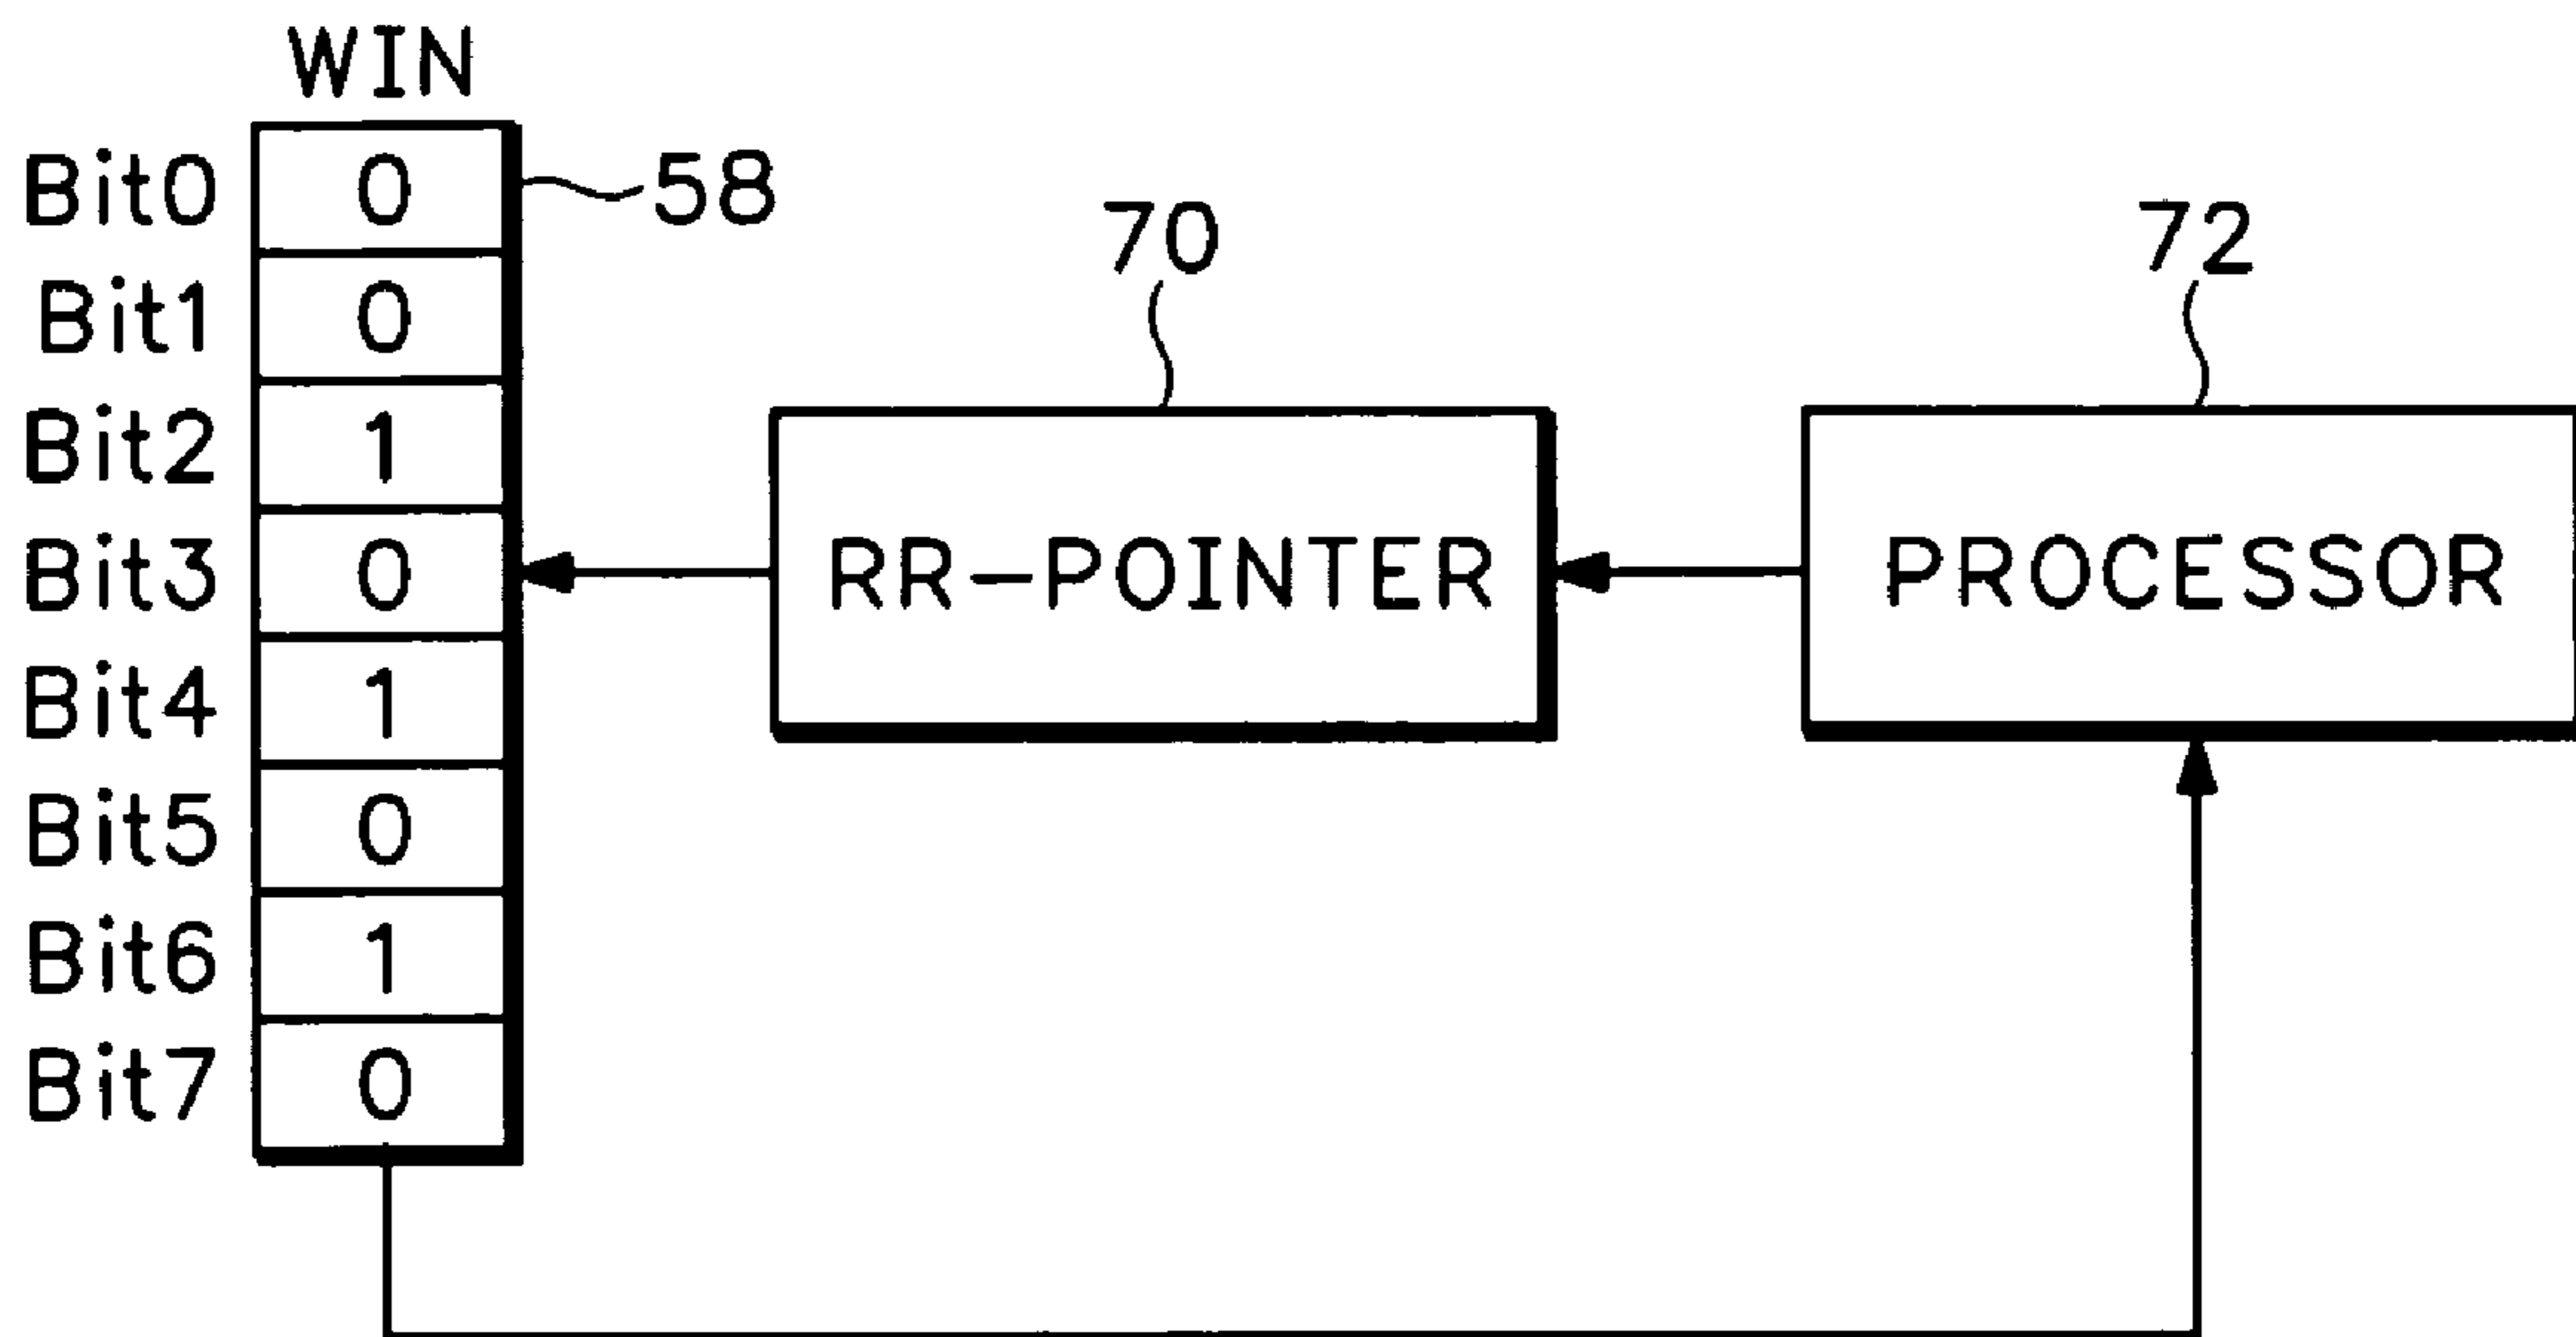 WIN
Bit0 0 58
Bit1 0
70
72
Bit2 1
Bit3 0
RR-POINTER
PROCESSOR
Bit4 1
Bit5 0
Bit6 1
Bit7 0